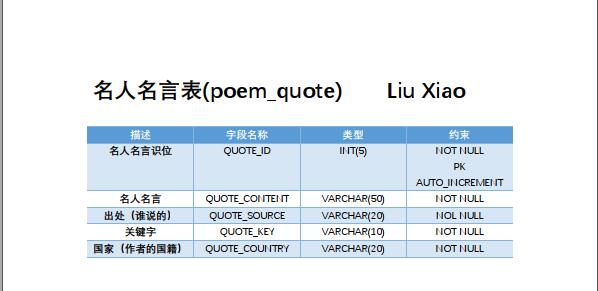 名人名言表(poem_quote) Liu Xiao
描述 字段名称 类型 约束
名人名言识位 QUOTE_ID INT(5) NOT NULL
PK
AUTO_INCREMENT
名人名言 QUOTE_CONTENT VARCHAR(50) NOT NULL
出处（谁说的） QUOTE_SOURCE VARCHAR(20) NOL NULL
关键字 QUOTE_KEY VARCHAR(10) NOT NULL
国家（作者的国籍） QUOTE_COUNTRY VARCHAR(20) NOT NULL